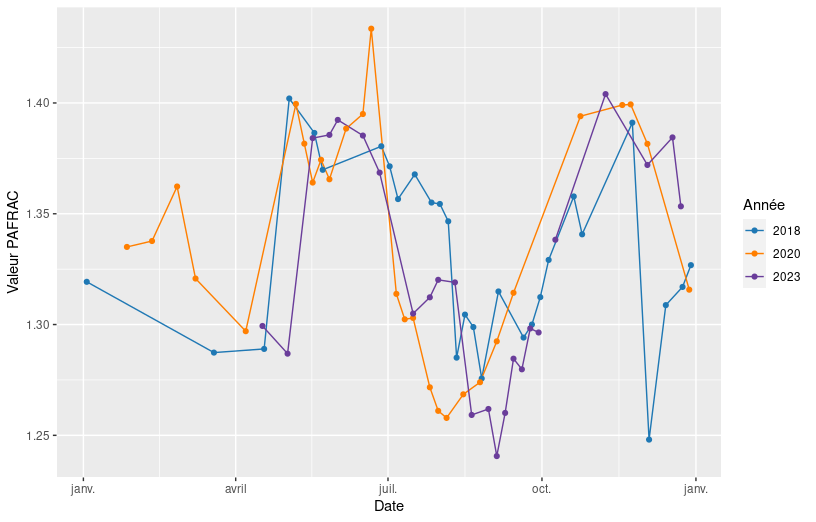 1.40
1.35
1.30
1.25
Valeur PAFRAC
janv.
avril
juil.
oct.
janv.
Date
Année
2018
2020
2023